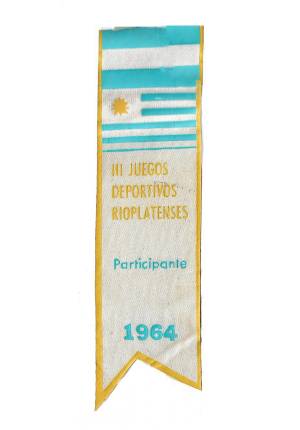 III JUEGOS
DEPORTIVOS
RIOPLATENSES
Participante
1964